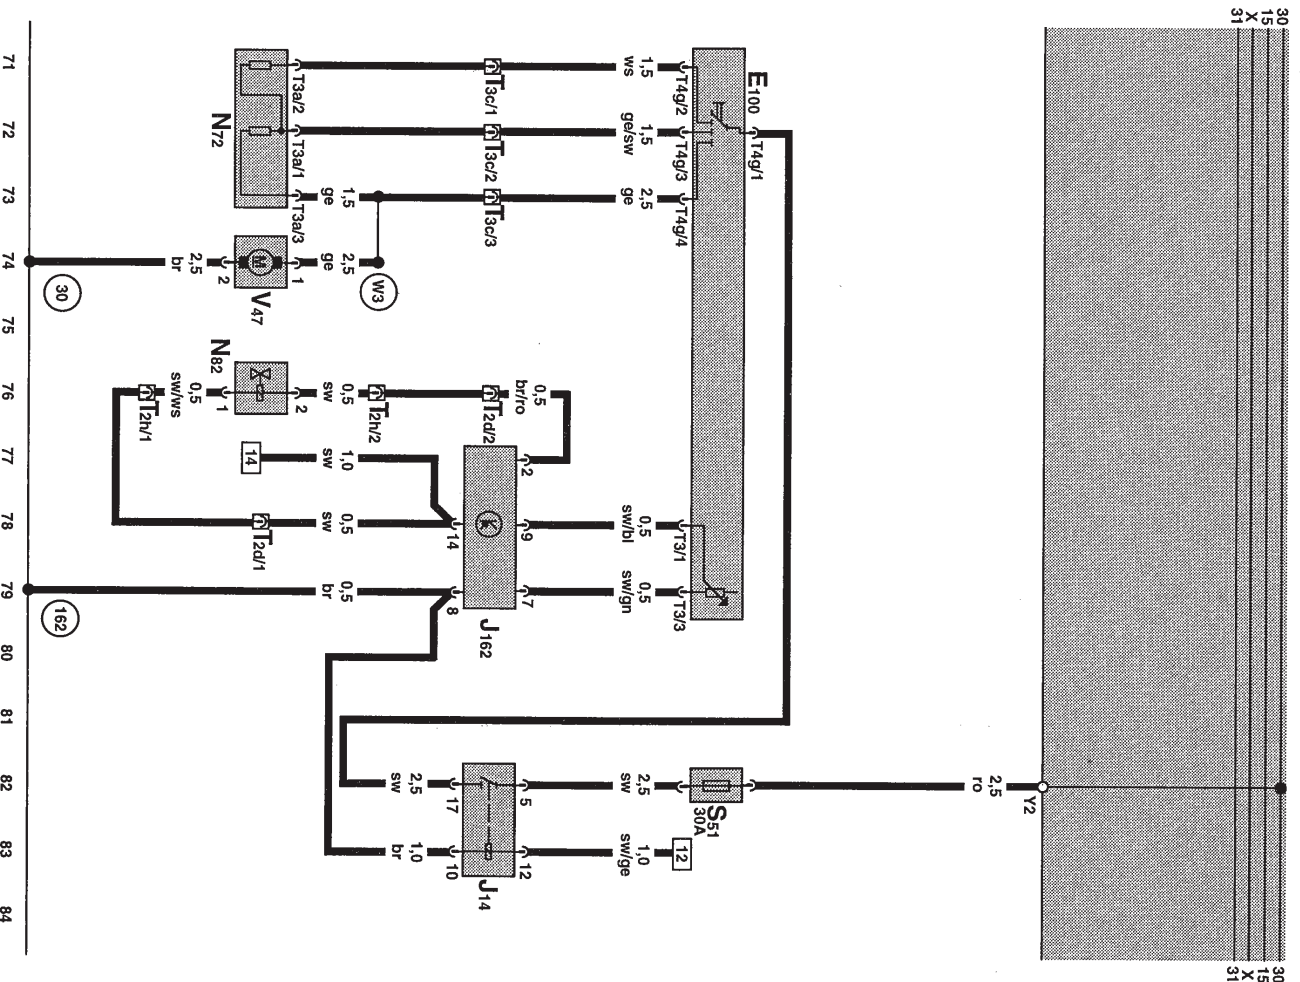 30 30
15 15
X X
31 31
Y2
2,5
ro
E100
T4g/1
T4g/2
T4g/3
T4g/4
T3/1
T3/3
S51
30A
12
1,5
ws
1,5
ge/sw
2,5
ge
0,5
sw/bl
0,5
sw/gn
2,5
sw
1,0
sw/ge
0,5
br/ro
2
9
7
5
12
T3c/1
T3c/2
T3c/3
T2d/2
K
J162
J14
14
8
17
10
2,5
sw
1,0
br
W3
T2h/2
1,5
ge
2,5
ge
0,5
sw
1,0
sw
0,5
sw
0,5
br
T3a/2
T3a/1
T3a/3
1
2
M
14
T2d/1
N72
V47
N82
2
1
2,5
br
0,5
sw/ws
T2h/1
30
162
71 72 73 74 75 76 77 78 79 80 81 82 83 84